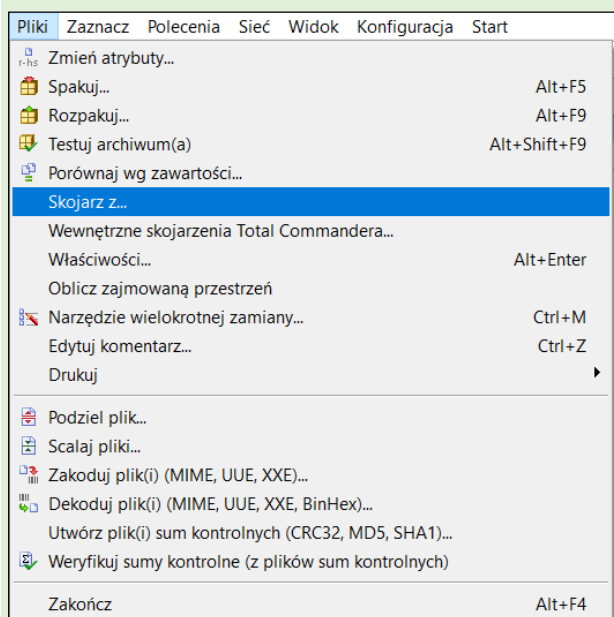 Pliki Zaznacz Polecenia Sieć Widok Konfiguracja Start
r-hs Zmień atrybuty...
Spakuj... Alt+F5
Rozpakuj... Alt+F9
Testuj archiwum(a) Alt+Shift+F9
Porównaj wg zawartości...
Skojarz z...
Wewnętrzne skojarzenia Total Commandera...
Właściwości... Alt+Enter
Oblicz zajmowaną przestrzeń
Narzędzie wielokrotnej zamiany... Ctrl+M
Edytuj komentarz... Ctrl+Z
Drukuj
Podziel plik...
Scalaj pliki...
Zakoduj plik(i) (MIME, UUE, XXE)...
Dekoduj plik(i) (MIME, UUE, XXE, BinHex)...
Utwórz plik(i) sum kontrolnych (CRC32, MD5, SHA1)...
Weryfikuj sumy kontrolne (z plików sum kontrolnych)
Zakończ Alt+F4